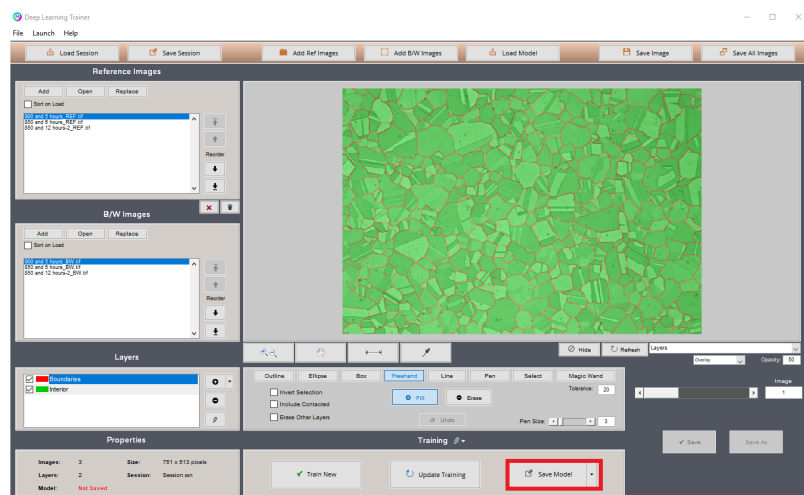 Deep Learning Trainer
File Launch Help
Load Session Save Session Add Ref Images Add B/W Images Load Model Save Image Save All Images
Reference Images
Add Open Replace
Sort on Load
900 and 5 hours_REF.tif
850 and 8 hours_REF.tif
850 and 12 hours-2_REF.tif
Reorder
B/W Images
Add Open Replace
Sort on Load
900 and 5 hours_BW.tif
850 and 8 hours_BW.tif
850 and 12 hours-2_BW.tif
Reorder
Hide Refresh Layers
Overlay Opacity: 50
Layers
Boundaries
Interior
Outline Ellipse Box Freehand Line Pen Select Magic Wand
Invert Selection
Include Contacted
Erase Other Layers
Fill Erase
Undo
Tolerance: 20
Pen Size: 3
Image
1
Save Save As
Properties
Images: 3 Size: 751 x 513 pixels
Layers: 2 Session: Session.ssn
Model: Not Saved
Training
Train New Update Training Save Model